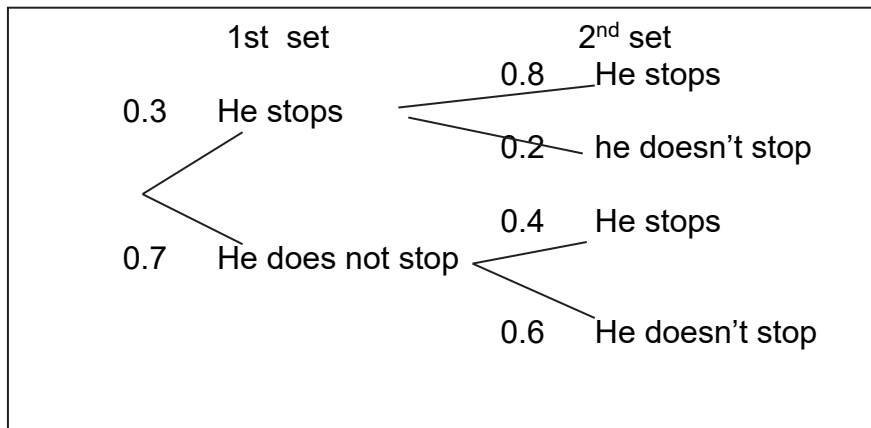 1st set 2nd set
0.8 He stops
0.3 He stops
0.2 he doesn't stop
0.4 He stops
0.7 He does not stop
0.6 He doesn't stop